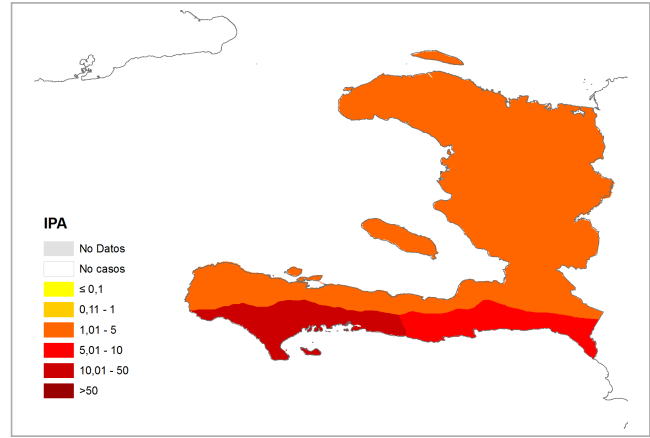 IPA
No Datos
No casos
≤ 0,1
0,11 - 1
1,01 - 5
5,01 - 10
10,01 - 50
>50